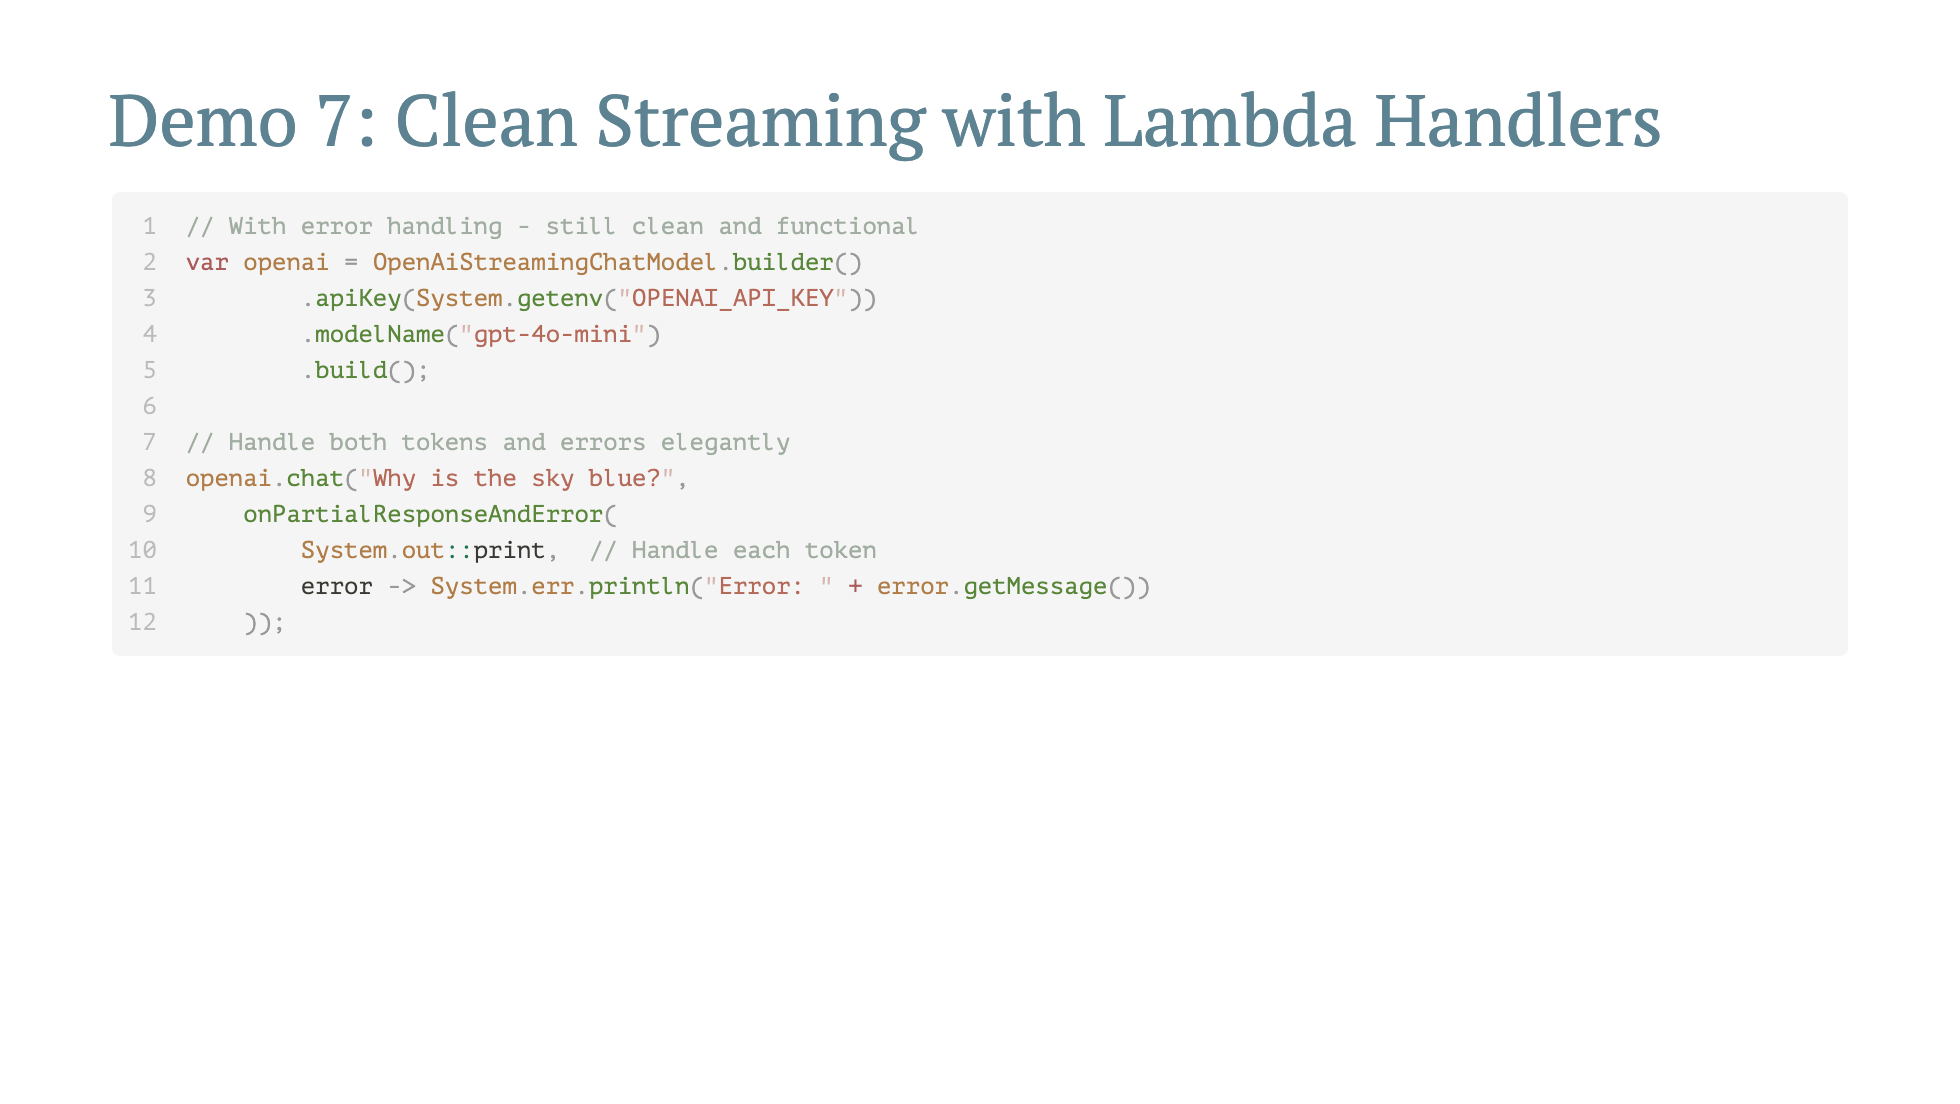 Demo 7: Clean Streaming with Lambda Handlers
1 // With error handling - still clean and functional
2 var openai = OpenAiStreamingChatModel.builder()
3         .apiKey(System.getenv("OPENAI_API_KEY"))
4         .modelName("gpt-4o-mini")
5         .build();
6
7 // Handle both tokens and errors elegantly
8 openai.chat("Why is the sky blue?",
9     onPartialResponseAndError(
10         System.out::print,  // Handle each token
11         error -> System.err.println("Error: " + error.getMessage())
12     ));